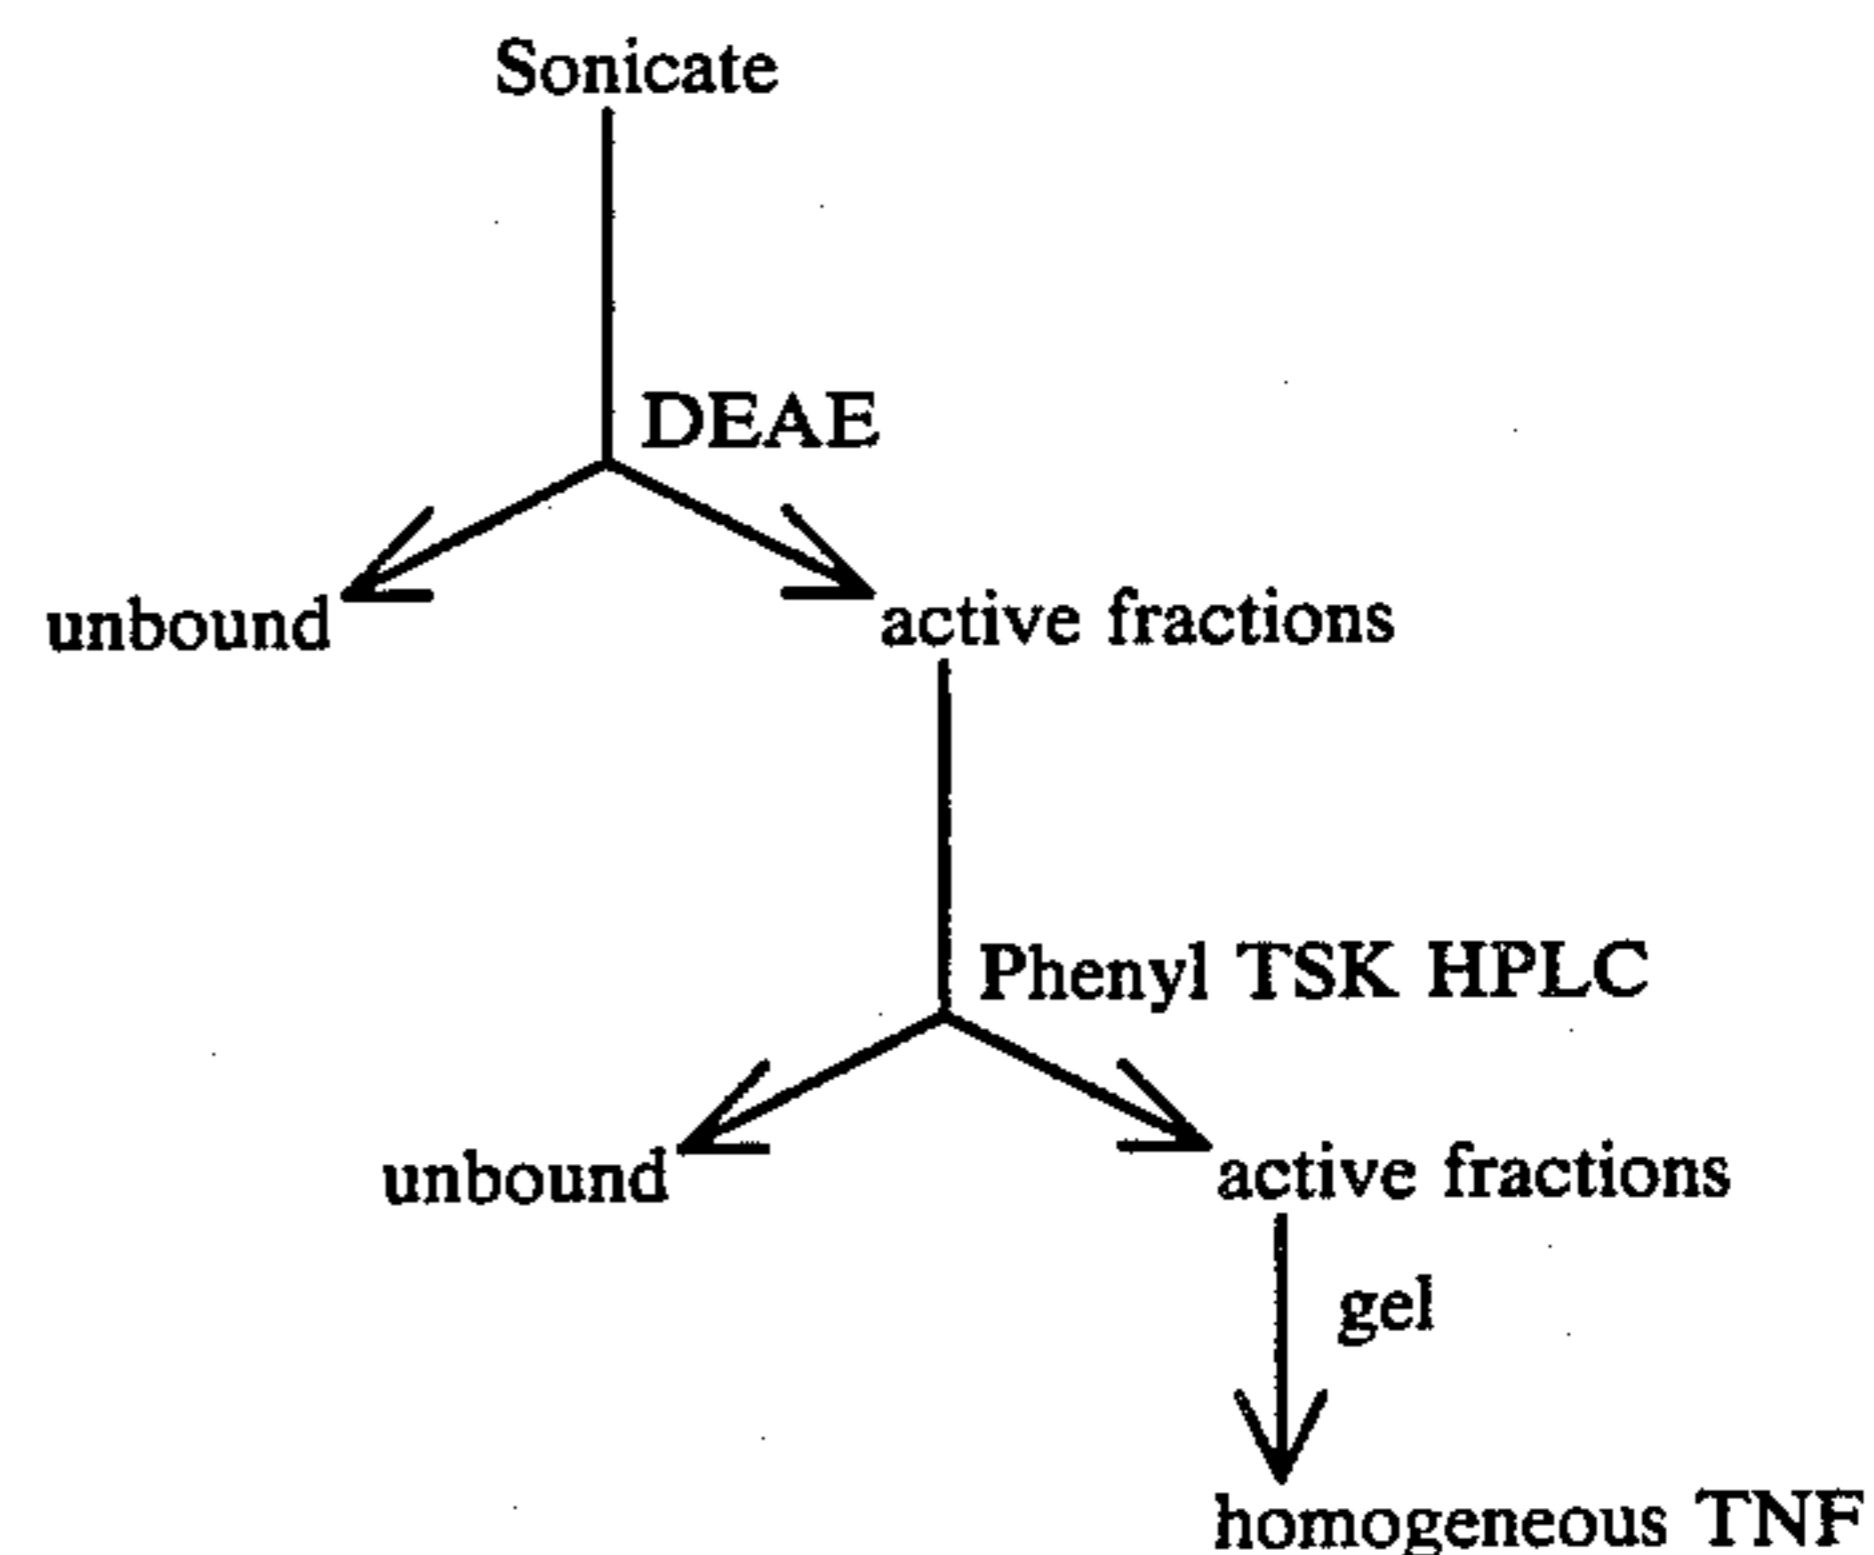 Sonicate
DEAE
unbound
active fractions
Phenyl TSK HPLC
unbound
active fractions
gel
homogeneous TNF